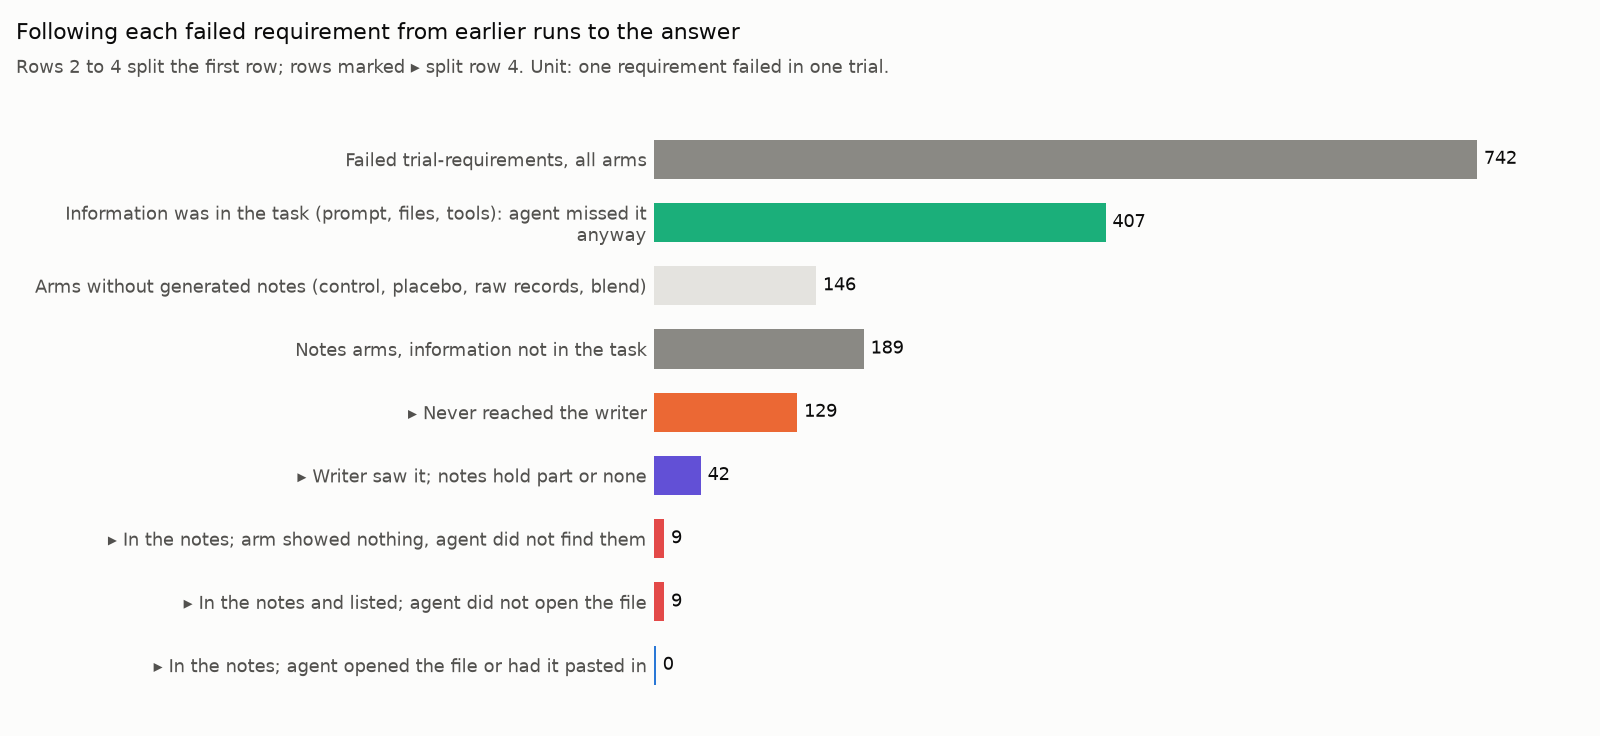 Following each failed requirement from earlier runs to the answer
Rows 2 to 4 split the first row; rows marked ▸ split row 4. Unit: one requirement failed in one trial.
Failed trial-requirements, all arms 742
Information was in the task (prompt, files, tools): agent missed it
anyway 407
Arms without generated notes (control, placebo, raw records, blend) 146
Notes arms, information not in the task 189
▸ Never reached the writer 129
▸ Writer saw it; notes hold part or none 42
▸ In the notes; arm showed nothing, agent did not find them 9
▸ In the notes and listed; agent did not open the file 9
▸ In the notes; agent opened the file or had it pasted in 0